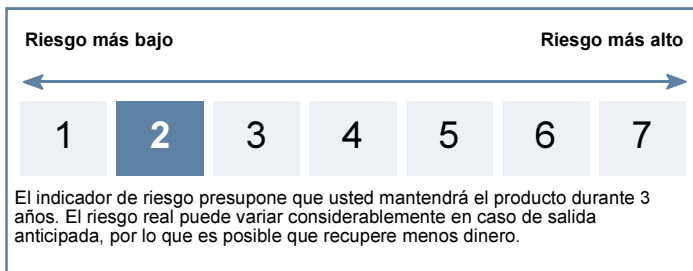 Riesgo más bajo Riesgo más alto
1 2 3 4 5 6 7
El indicador de riesgo presupone que usted mantendrá el producto durante 3
años. El riesgo real puede variar considerablemente en caso de salida
anticipada, por lo que es posible que recupere menos dinero.